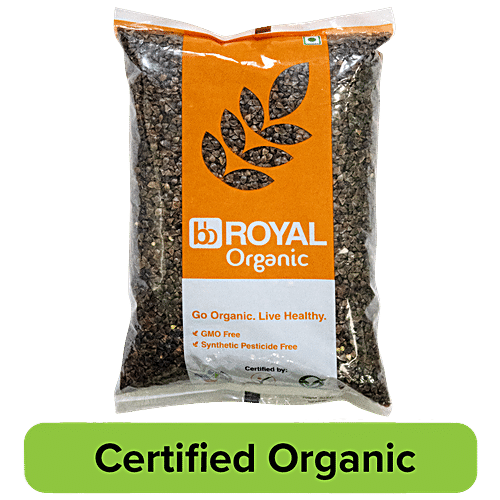 bb ROYAL
Organic
Go Organic. Live Healthy.
✓ GMO Free
✓ Synthetic Pesticide Free
Certified by:
Certified Organic